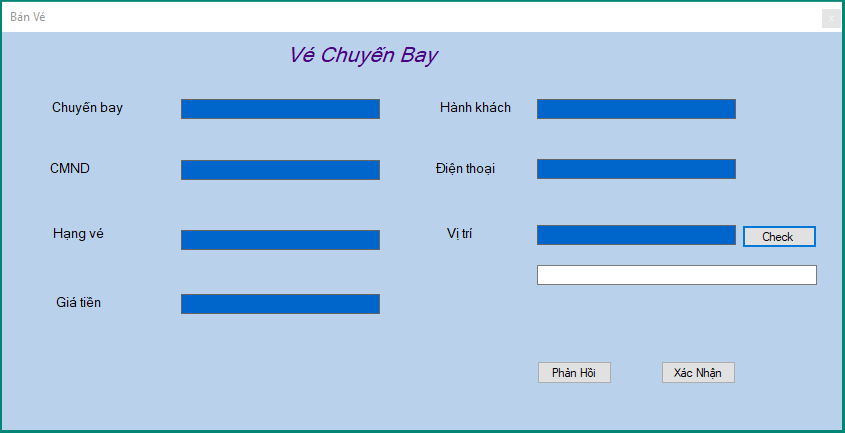 Bán Vé
Vé Chuyến Bay
Chuyến bay
Hành khách
CMND
Điện thoại
Hạng vé
Vị trí
Check
Giá tiền
Phản Hồi
Xác Nhận